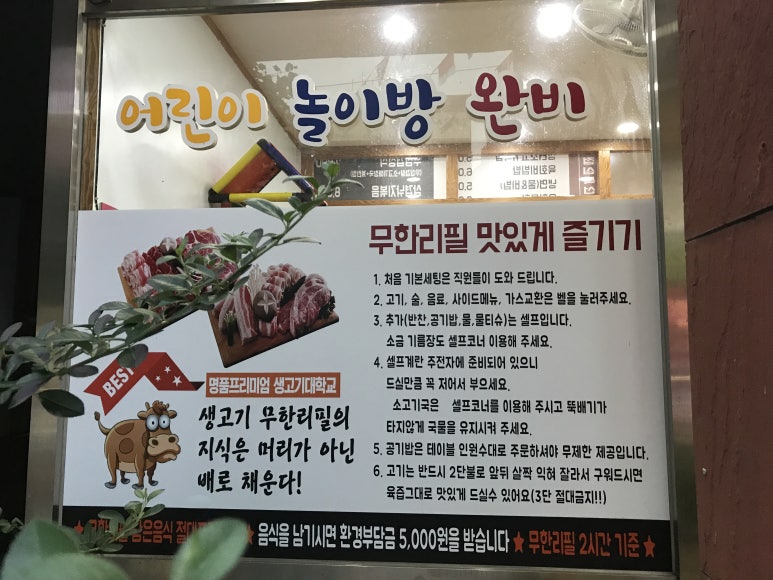 어린이 놀이방 완비
무한리필 맛있게 즐기기
1. 처음 기본세팅은 직원들이 도와 드립니다.
2. 고기, 술, 음료, 사이드메뉴, 가스교환은 벨을 눌러주세요.
3. 추가(반찬,공기밥,물,물티슈)는 셀프입니다.
소금 기름장도 셀프코너 이용해 주세요.
4. 셀프계란 주전자에 준비되어 있으니
드실만큼 꼭 저어서 부으세요.
소고기국은 셀프코너를 이용해 주시고 뚝배기가
타지않게 국물을 유지시켜 주세요.
5. 공기밥은 테이블 인원수대로 주문하셔야 무제한 제공입니다.
6. 고기는 반드시 2단불로 앞뒤 살짝 익혀 잘라서 구워드시면
육즙그대로 맛있게 드실수 있어요(3단 절대금지!!)
BEST
명품프리미엄 생고기대학교
생고기 무한리필의
지식은 머리가 아닌
배로 채운다!
남은음식 ★ 음식을 남기시면 환경부담금 5,000원을 받습니다 ★ 무한리필 2시간 기준 ★